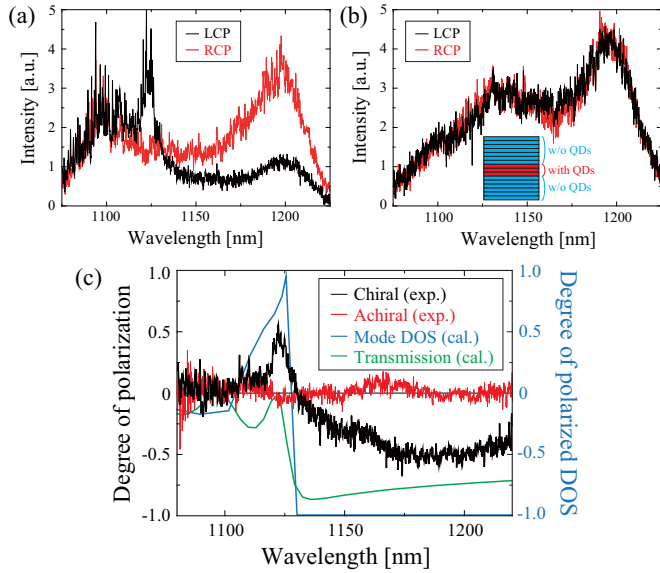 (a)
LCP
RCP
Intensity [a.u.]
5
4
3
2
1
0
1100
1150
1200
Wavelength [nm]
(b)
LCP
RCP
Intensity [a.u.]
5
4
3
2
1
0
w/o QDs
with QDs
w/o QDs
1100
1150
1200
Wavelength [nm]
(c)
Chiral (exp.)
Achiral (exp.)
Mode DOS (cal.)
Transmission (cal.)
Degree of polarization
1.0
0.5
0
-0.5
-1.0
1.0
0.5
0
-0.5
-1.0
Degree of polarized DOS
1100
1150
1200
Wavelength [nm]